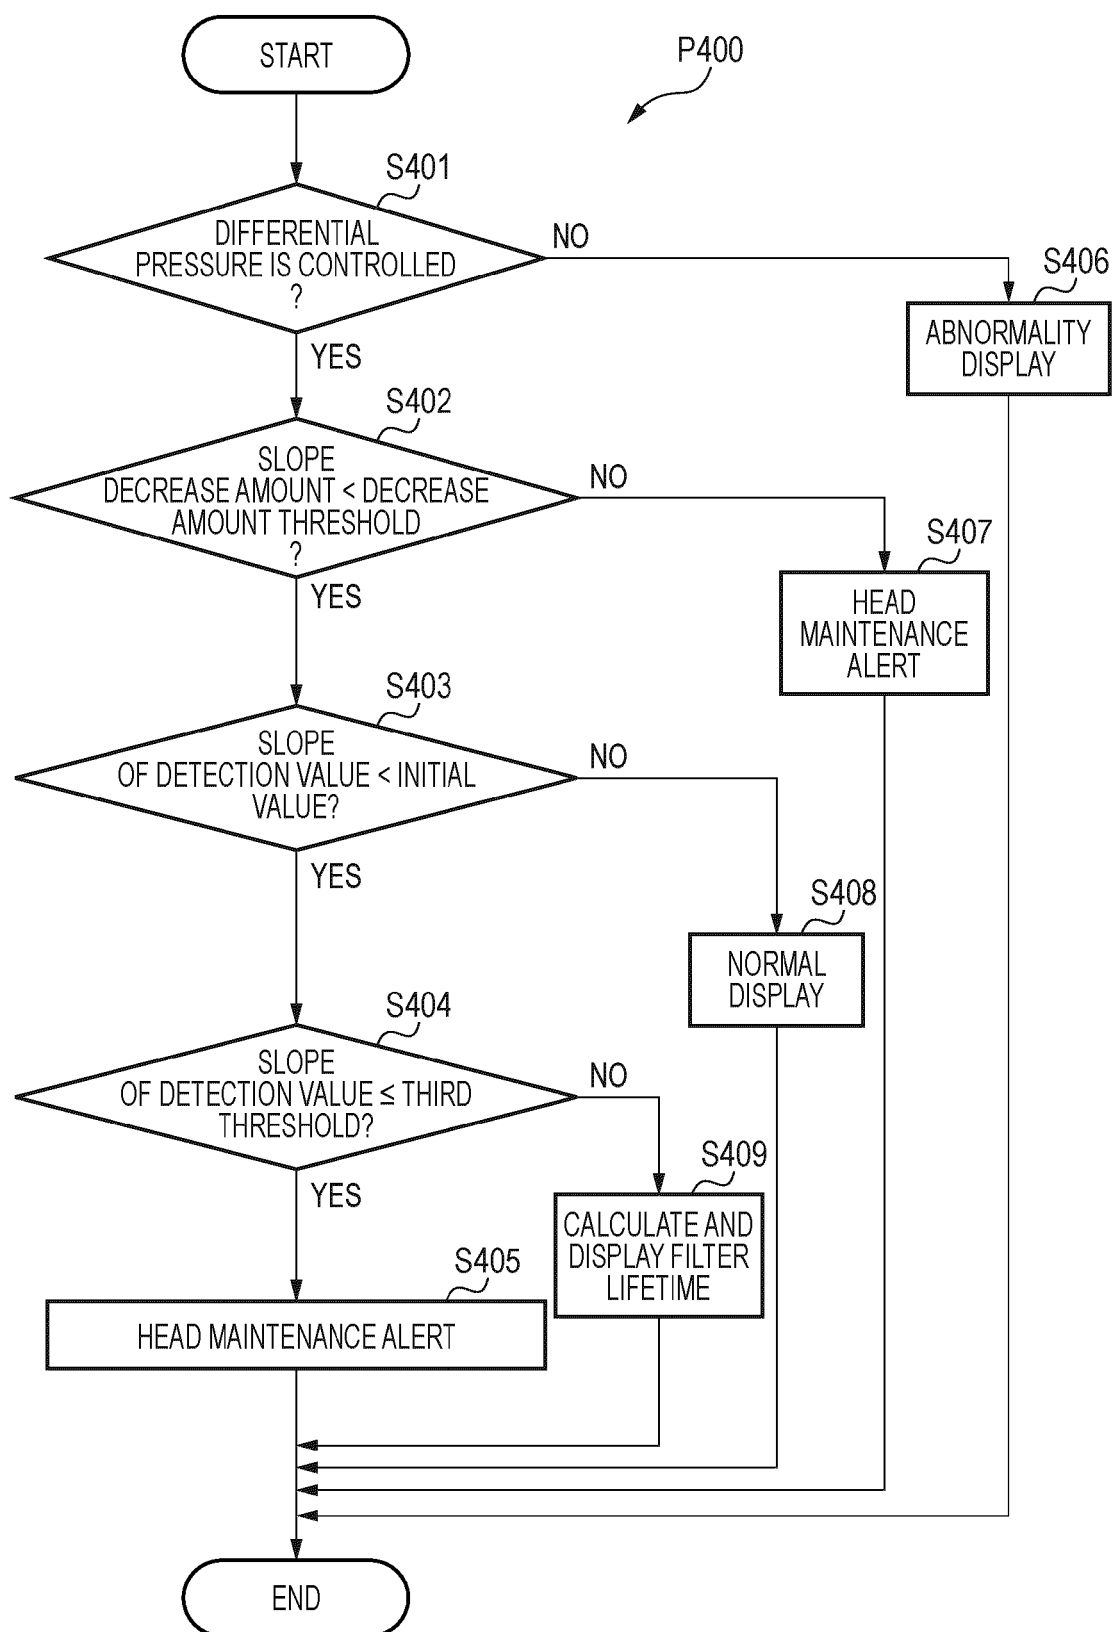 START
P400
S401
DIFFERENTIAL
PRESSURE IS CONTROLLED
?
NO
YES
S406
ABNORMALITY
DISPLAY
S402
SLOPE
DECREASE AMOUNT < DECREASE
AMOUNT THRESHOLD
?
NO
YES
S407
HEAD
MAINTENANCE
ALERT
S403
SLOPE
OF DETECTION VALUE < INITIAL
VALUE?
NO
YES
S408
NORMAL
DISPLAY
S404
SLOPE
OF DETECTION VALUE ≤ THIRD
THRESHOLD?
NO
YES
S409
CALCULATE AND
DISPLAY FILTER
LIFETIME
S405
HEAD MAINTENANCE ALERT
END